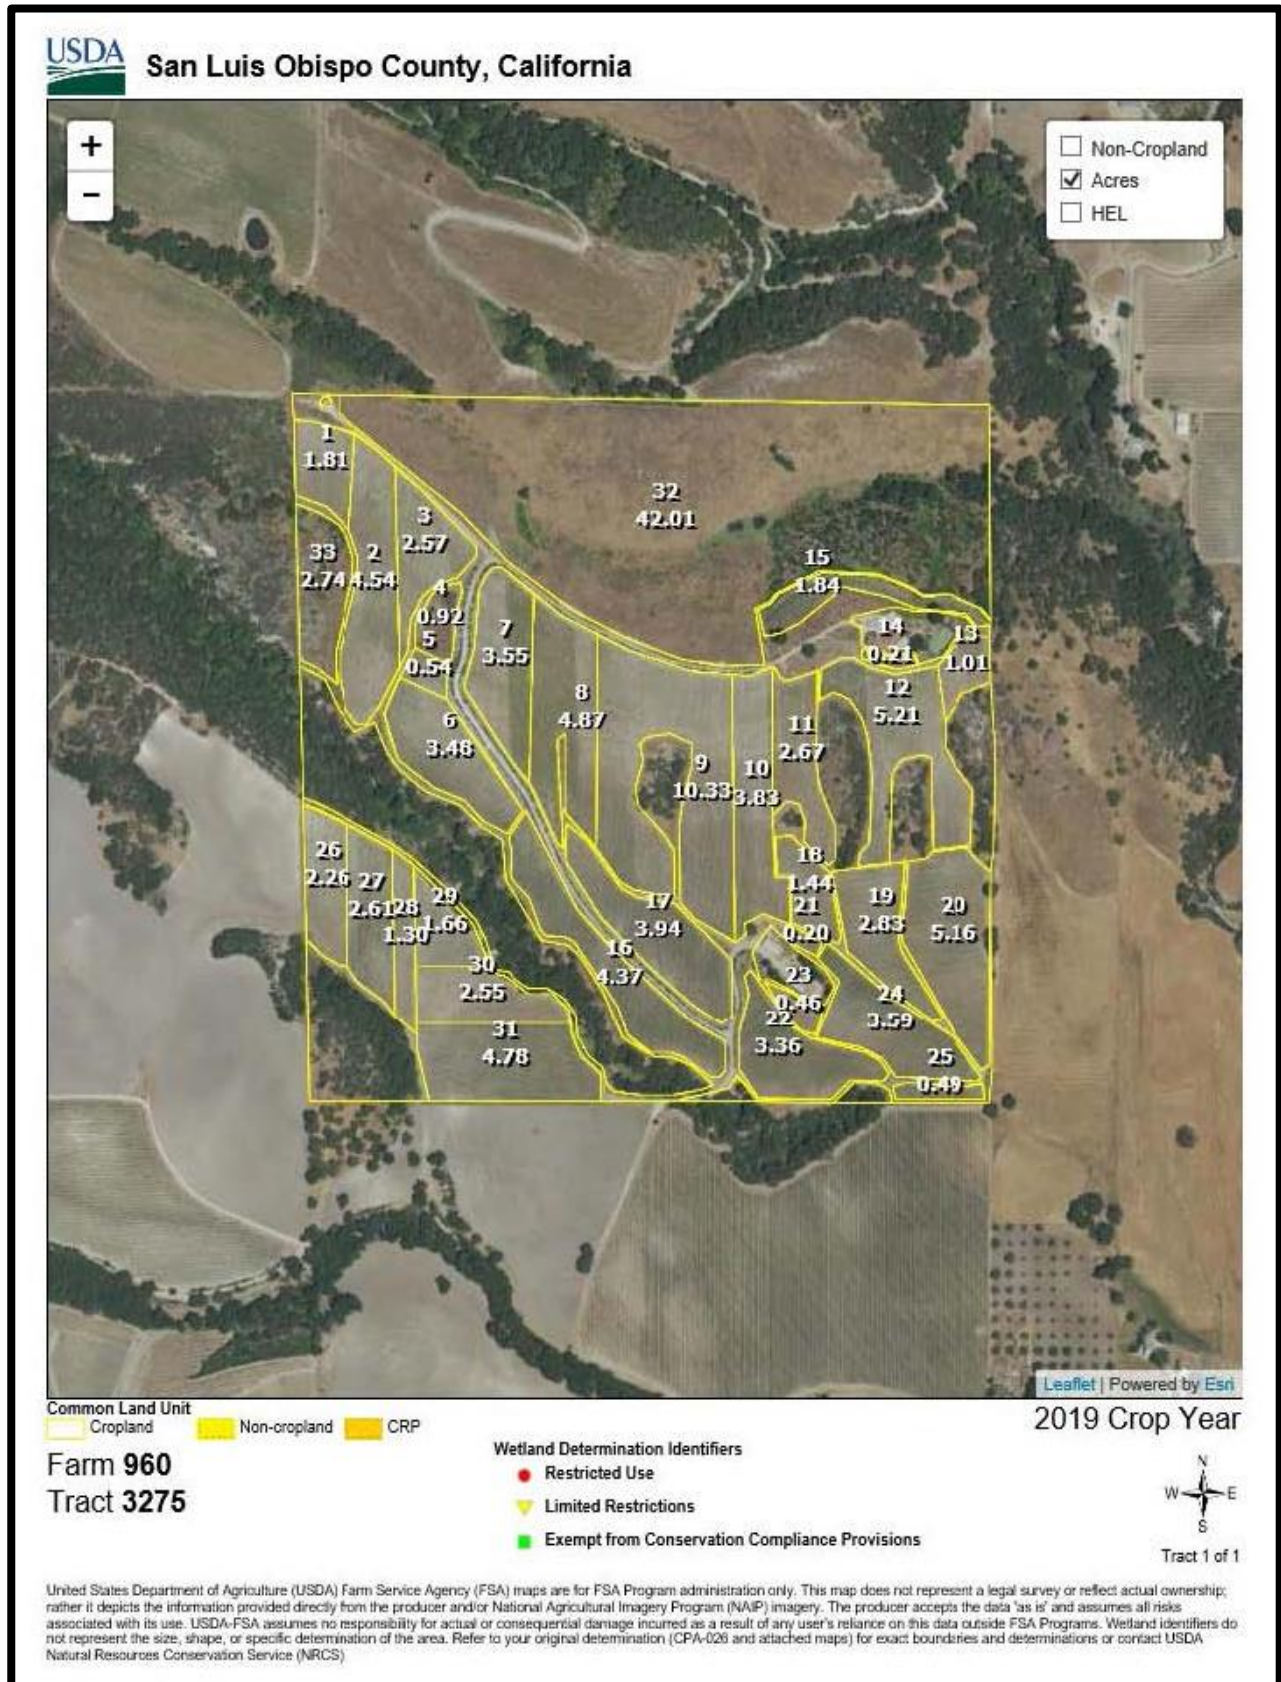 USDA
San Luis Obispo County, California
+
−
Non-Cropland
Acres
HEL
1
1.81
32
42.01
3
2.57
33
2.74
2
4.54
15
1.84
4
0.92
5
0.54
7
3.55
14
0.21
13
1.01
8
4.87
12
5.21
6
3.48
11
2.67
9
10.33
10
3.83
26
2.26
27
2.61
28
1.30
29
1.66
18
1.44
21
0.20
17
3.94
19
2.83
20
5.16
16
4.37
30
2.55
23
0.46
24
3.59
22
3.36
31
4.78
25
0.49
Leaflet | Powered by Esri
Common Land Unit
Cropland Non-cropland CRP
2019 Crop Year
Farm 960
Tract 3275
Wetland Determination Identifiers
Restricted Use
Limited Restrictions
Exempt from Conservation Compliance Provisions
N
W E
S
Tract 1 of 1
United States Department of Agriculture (USDA) Farm Service Agency (FSA) maps are for FSA Program administration only. This map does not represent a legal survey or reflect actual ownership;
rather it depicts the information provided directly from the producer and/or National Agricultural Imagery Program (NAIP) imagery. The producer accepts the data 'as is' and assumes all risks
associated with its use. USDA-FSA assumes no responsibility for actual or consequential damage incurred as a result of any user's reliance on this data outside FSA Programs. Wetland identifiers do
not represent the size, shape, or specific determination of the area. Refer to your original determination (CPA-026 and attached maps) for exact boundaries and determinations or contact USDA
Natural Resources Conservation Service (NRCS)